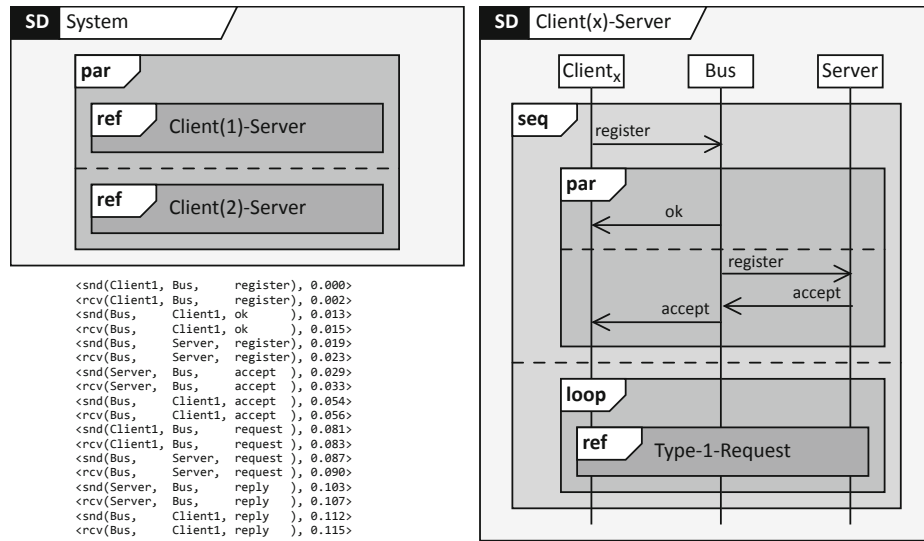 SD System
par
ref Client(1)-Server
ref Client(2)-Server
<snd(Client1, Bus,     register), 0.000>
<rcv(Client1, Bus,     register), 0.002>
<snd(Bus,     Client1, ok      ), 0.013>
<rcv(Bus,     Client1, ok      ), 0.015>
<snd(Bus,     Server,  register), 0.019>
<rcv(Bus,     Server,  register), 0.023>
<snd(Server,  Bus,     accept  ), 0.029>
<rcv(Server,  Bus,     accept  ), 0.033>
<snd(Bus,     Client1, accept  ), 0.054>
<rcv(Bus,     Client1, accept  ), 0.056>
<snd(Client1, Bus,     request ), 0.081>
<rcv(Client1, Bus,     request ), 0.083>
<snd(Bus,     Server,  request ), 0.087>
<rcv(Bus,     Server,  request ), 0.090>
<snd(Server,  Bus,     reply   ), 0.103>
<rcv(Server,  Bus,     reply   ), 0.107>
<snd(Bus,     Client1, reply   ), 0.112>
<rcv(Bus,     Client1, reply   ), 0.115>
SD Client(x)-Server
Clientx Bus Server
seq
register
par
ok
register
accept
accept
loop
ref Type-1-Request